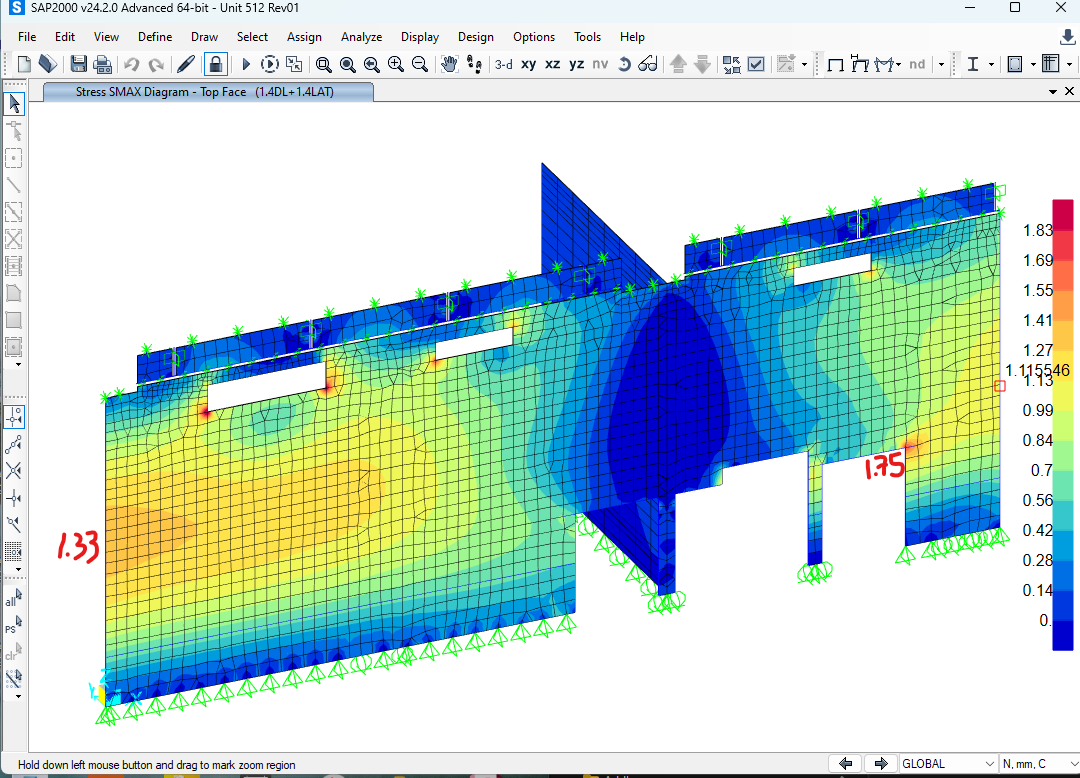 SAP2000 v24.2.0 Advanced 64-bit - Unit 512 Rev01
File Edit View Define Draw Select Assign Analyze Display Design Options Tools Help
3-d xy xz yz nv nd
Stress SMAX Diagram - Top Face (1.4DL+1.4LAT)
1.83
1.69
1.55
1.41
1.27
1.115546
1.13
0.99
0.84
0.7
0.56
0.42
0.28
0.14
0.
1.75
1.33
all
PS
clr
X
Hold down left mouse button and drag to mark zoom region
GLOBAL
N, mm, C